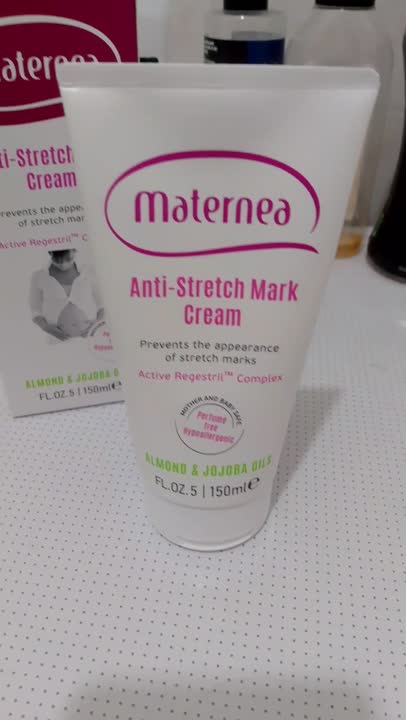 maternea
Anti-Stretch Mark
Cream
Prevents the appearance
of stretch marks
Active Regestril™ Complex
MOTHER AND BABY SAFE
Perfume
free
Hypoallergenic
ALMOND & JOJOBA OILS
FL.OZ.5 | 150ml℮
aternea
ti-Stretch
Cream
revents the appea
of stretch mar
Active Regestril™ C
ALMOND & JOJOBA O
FL.OZ.5 | 150ml℮